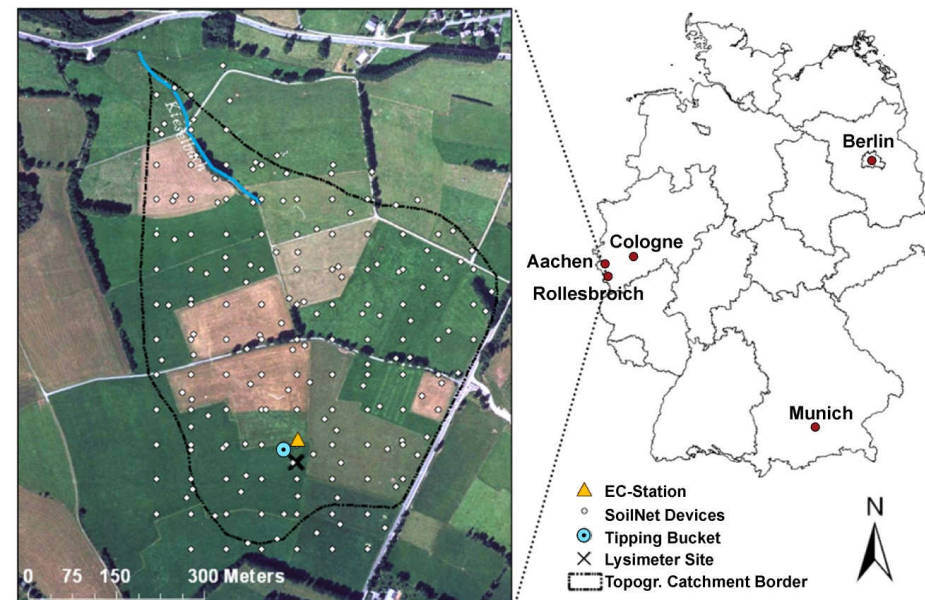 Kieselbach
0 75 150 300 Meters
Berlin
Cologne
Aachen
Rollesbroich
Munich
EC-Station
SoilNet Devices
Tipping Bucket
Lysimeter Site
Topogr. Catchment Border
N